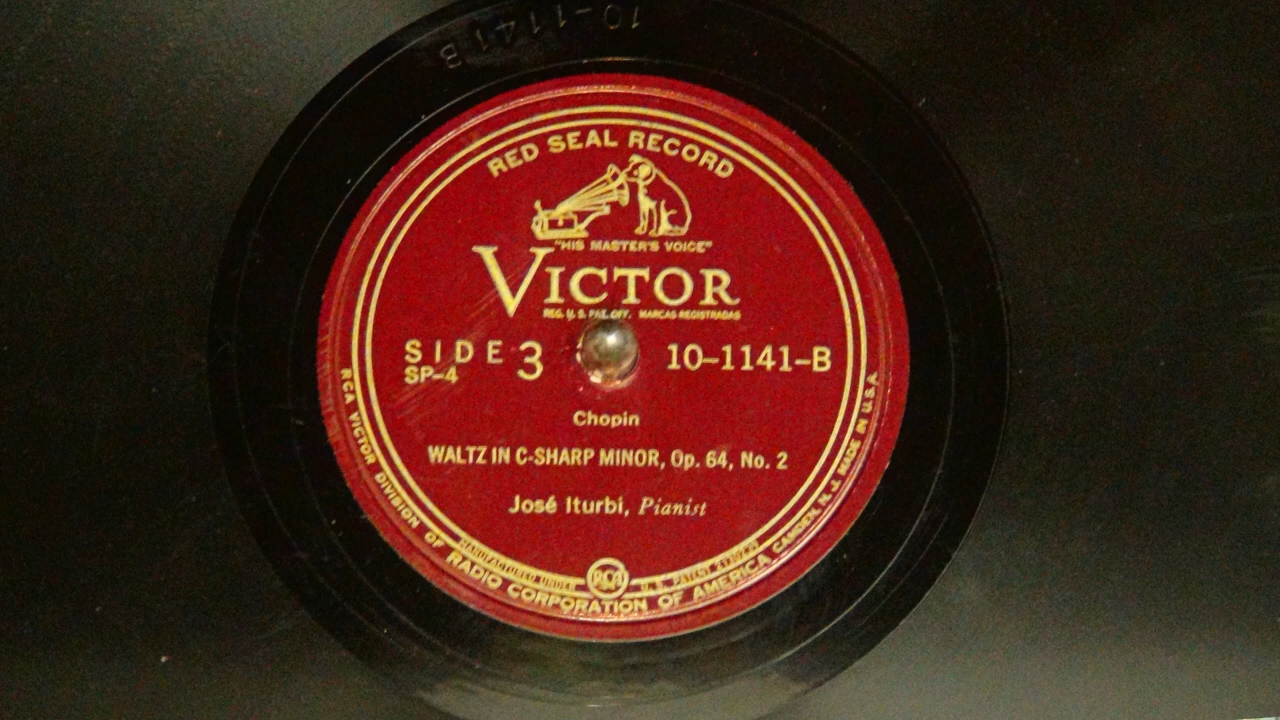 10-1141 B
RED SEAL RECORD
"HIS MASTER'S VOICE"
VICTOR
REG. U. S. PAT. OFF. MARCAS REGISTRADAS
SIDE 3
SP-4
10-1141-B
Chopin
WALTZ IN C-SHARP MINOR, Op. 64, No. 2
José Iturbi, Pianist
MANUFACTURED UNDER
RCA
U. S. PATENT
RCA VICTOR DIVISION OF RADIO CORPORATION OF AMERICA CAMDEN, N. J. MADE IN U.S.A.